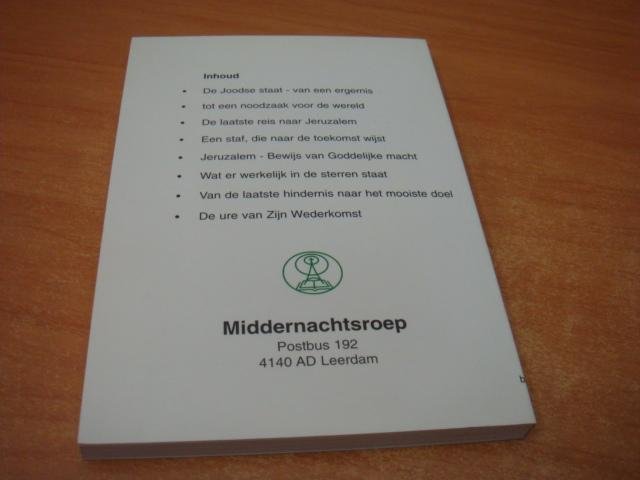 Inhoud
• De Joodse staat - van een ergernis
• tot een noodzaak voor de wereld
• De laatste reis naar Jeruzalem
• Een staf, die naar de toekomst wijst
• Jeruzalem - Bewijs van Goddelijke macht
• Wat er werkelijk in de sterren staat
• Van de laatste hindernis naar het mooiste doel
• De ure van Zijn Wederkomst
Middernachtsroep
Postbus 192
4140 AD Leerdam
b